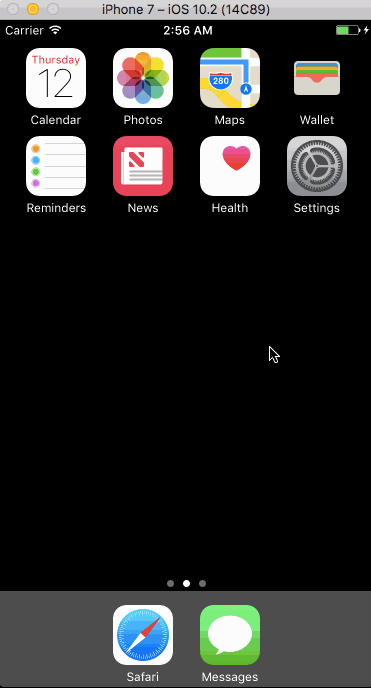 iPhone 7 – iOS 10.2 (14C89)
Carrier 2:56 AM
Thursday
12
280
Calendar Photos Maps Wallet
Reminders News Health Settings
Safari Messages